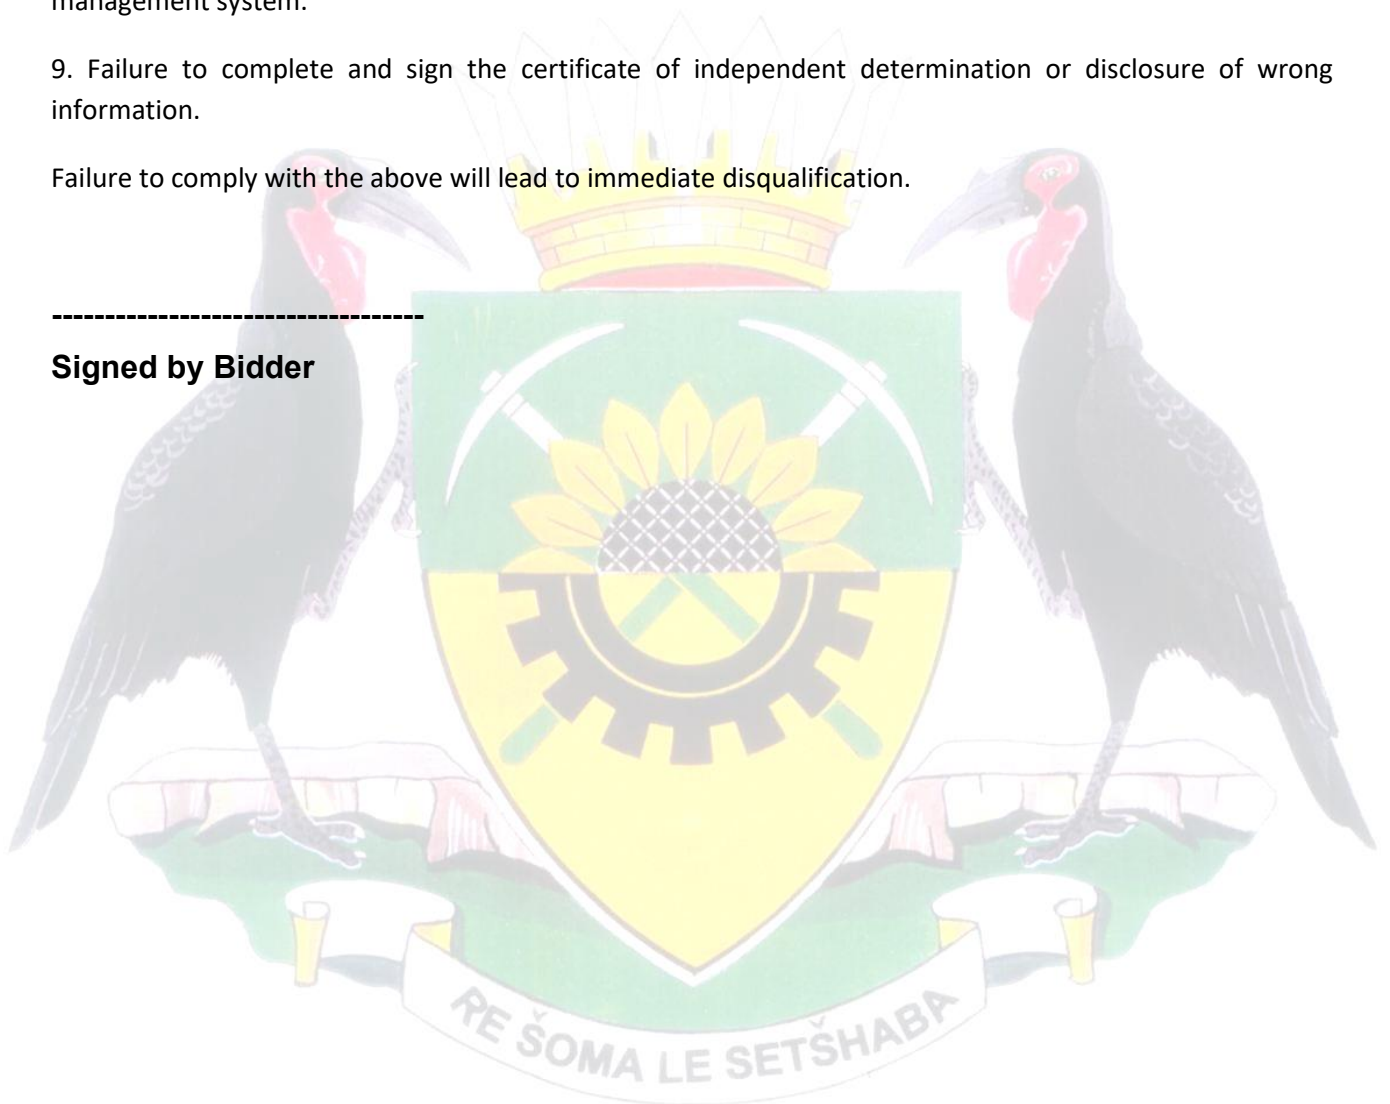 management system.
9. Failure to complete and sign the certificate of independent determination or disclosure of wrong
information.
Failure to comply with the above will lead to immediate disqualification.
-----------------------------------
Signed by Bidder
RE ŠOMA LE SETŠHABA